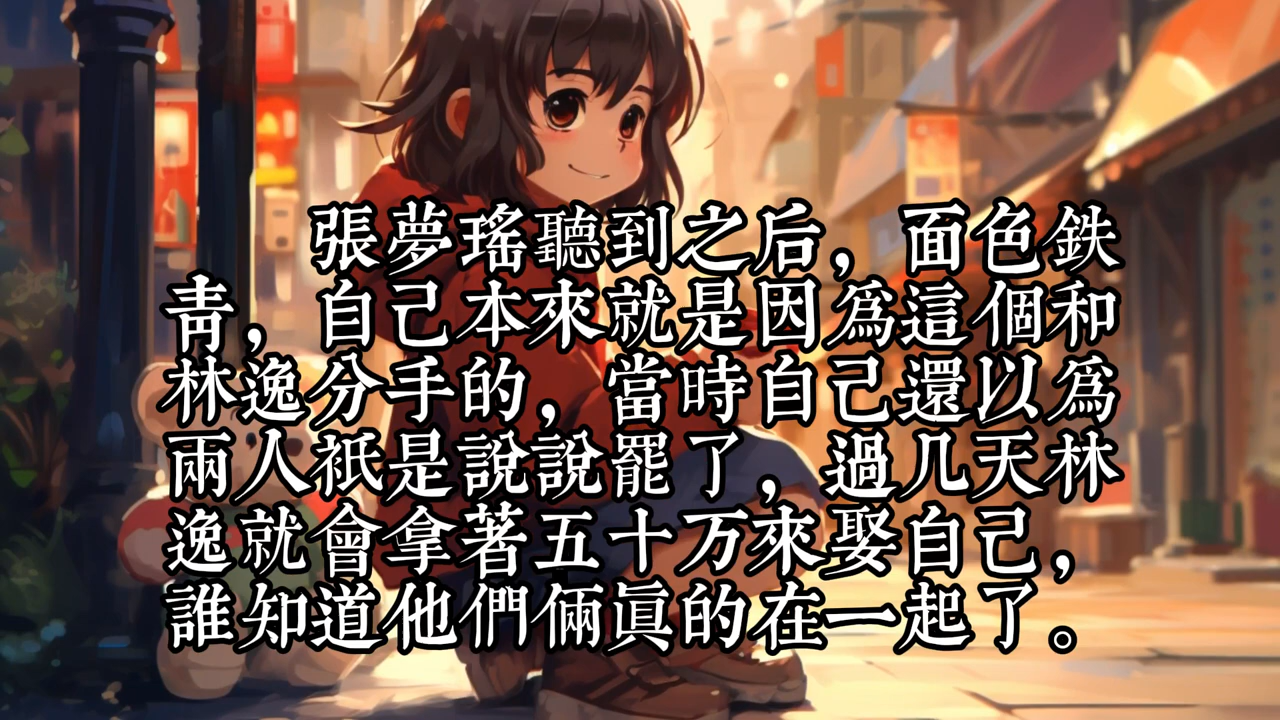 張夢瑤聽到之后，面色鉄
靑，自己本來就是因爲這個和
林逸分手的，當時自己還以爲
兩人衹是說說罷了，過几天林
逸就會拿著五十万來娶自己，
誰知道他們倆眞的在一起了。